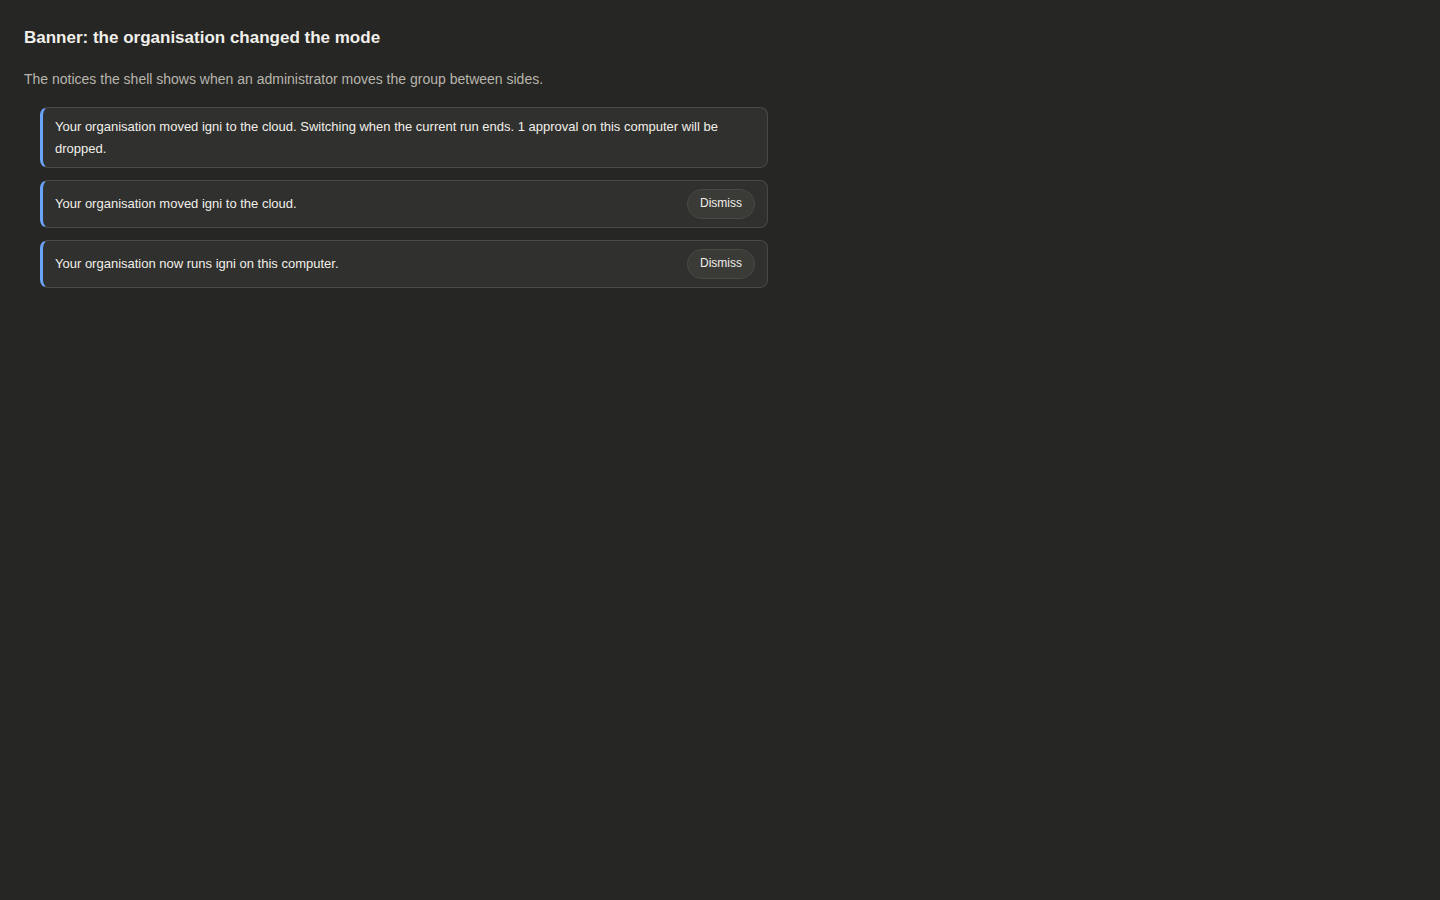 Banner: the organisation changed the mode
The notices the shell shows when an administrator moves the group between sides.
Your organisation moved igni to the cloud. Switching when the current run ends. 1 approval on this computer will be
dropped.
Your organisation moved igni to the cloud.
Dismiss
Your organisation now runs igni on this computer.
Dismiss